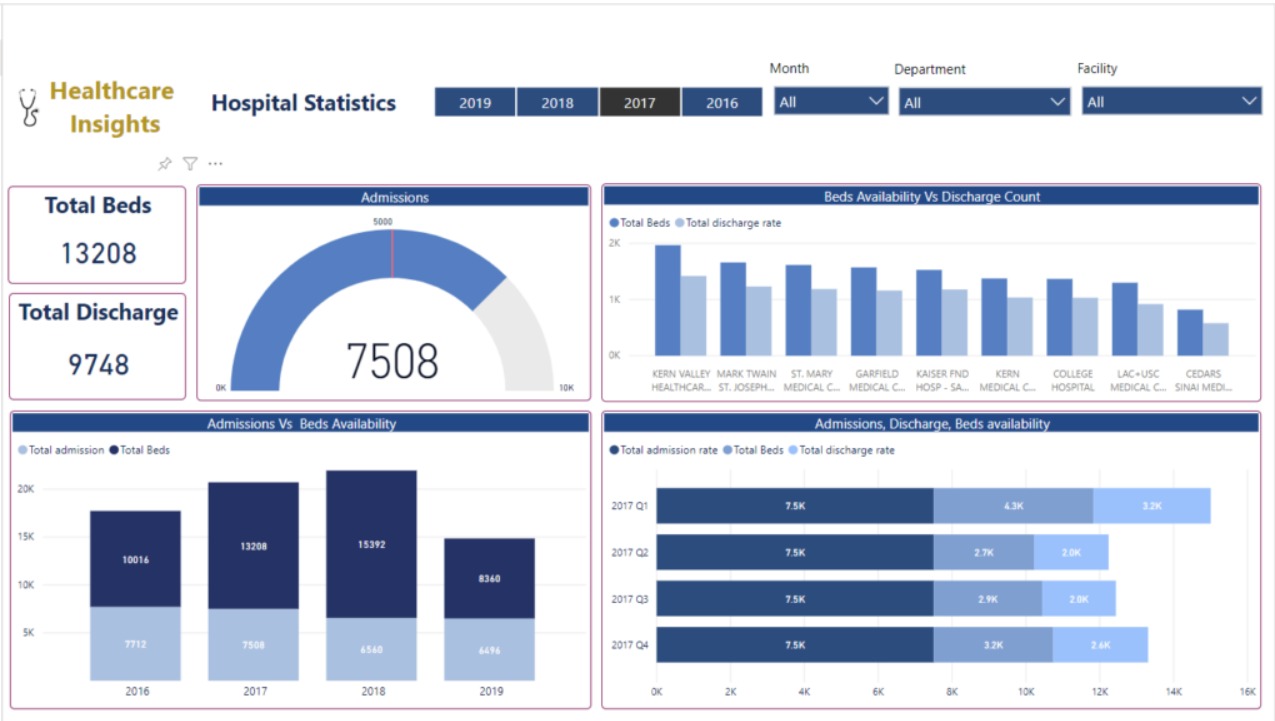 Healthcare
Insights
Hospital Statistics
2019
2018
2017
2016
Month
All
Department
All
Facility
All
Total Beds
13208
Total Discharge
9748
Admissions
5000
7508
0K
10K
Beds Availability Vs Discharge Count
Total Beds Total discharge rate
2K
1K
0K
KERN VALLEY
HEALTHCAR...
MARK TWAIN
ST. JOSEPH...
ST. MARY
MEDICAL C...
GARFIELD
MEDICAL C...
KAISER FND
HOSP - SA...
KERN
MEDICAL C...
COLLEGE
HOSPITAL
LAC+USC
MEDICAL C...
CEDARS
SINAI MEDI...
Admissions Vs Beds Availability
Total admission Total Beds
20K
15K
10K
5K
10016
7712
13208
7508
15392
6560
8360
6496
2016
2017
2018
2019
Admissions, Discharge, Beds availability
Total admission rate Total Beds Total discharge rate
2017 Q1
7.5K
4.3K
3.2K
2017 Q2
7.5K
2.7K
2.0K
2017 Q3
7.5K
2.9K
2.0K
2017 Q4
7.5K
3.2K
2.6K
0K
2K
4K
6K
8K
10K
12K
14K
16K